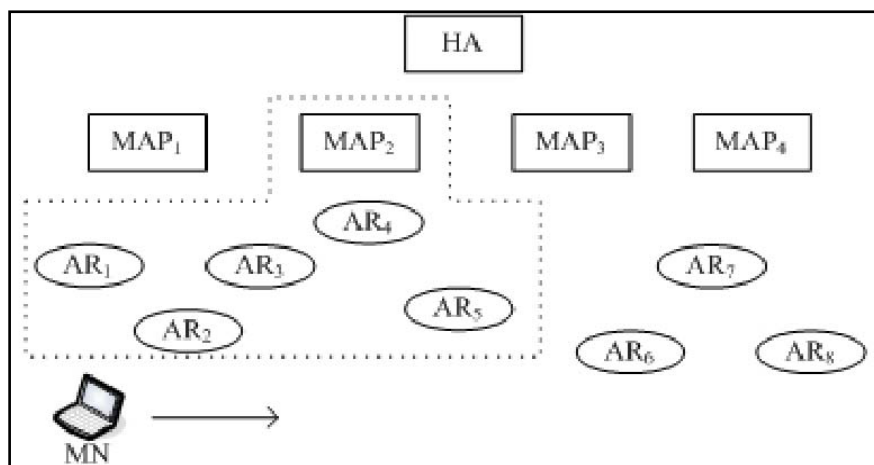 HA
MAP₁
MAP₂
MAP₃
MAP₄
AR₄
AR₁
AR₃
AR₇
AR₅
AR₂
AR₆
AR₈
MN